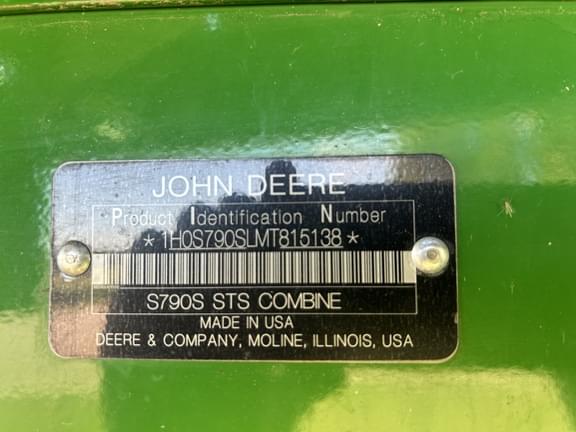 JOHN DEERE
Product Identification Number
*1H0S790SLMT815138*
S790S STS COMBINE
MADE IN USA
DEERE & COMPANY, MOLINE, ILLINOIS, USA